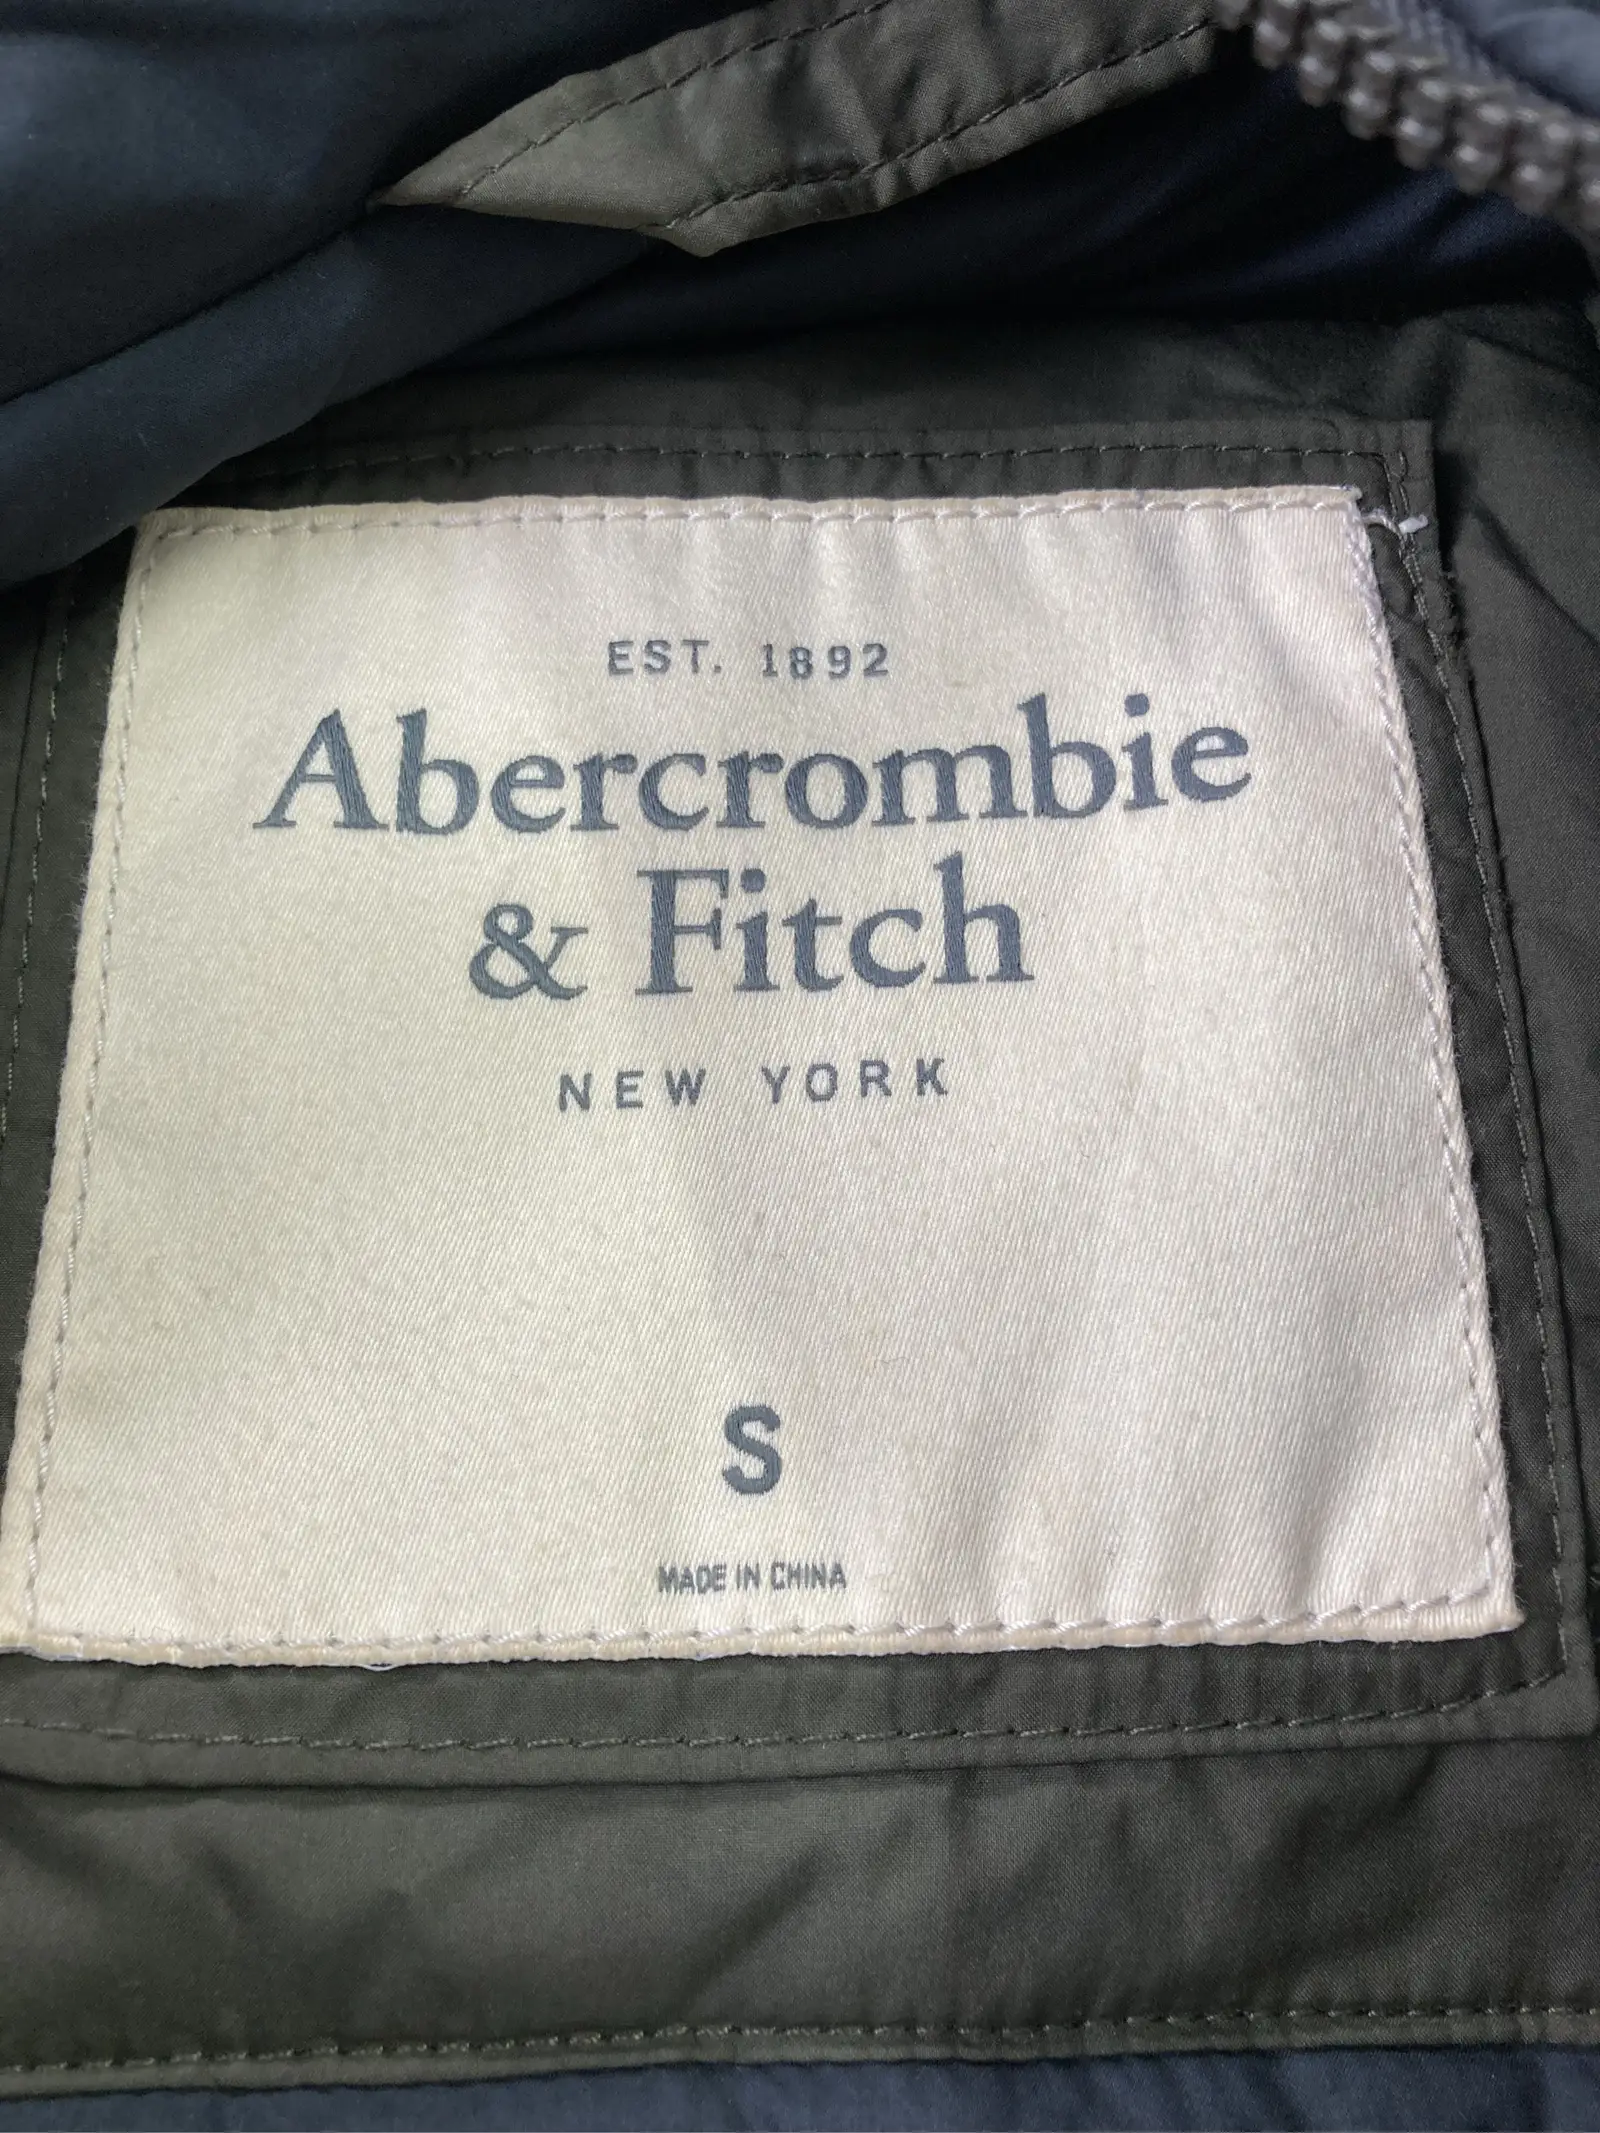 EST. 1892
Abercrombie
& Fitch
NEW YORK
S
MADE IN CHINA